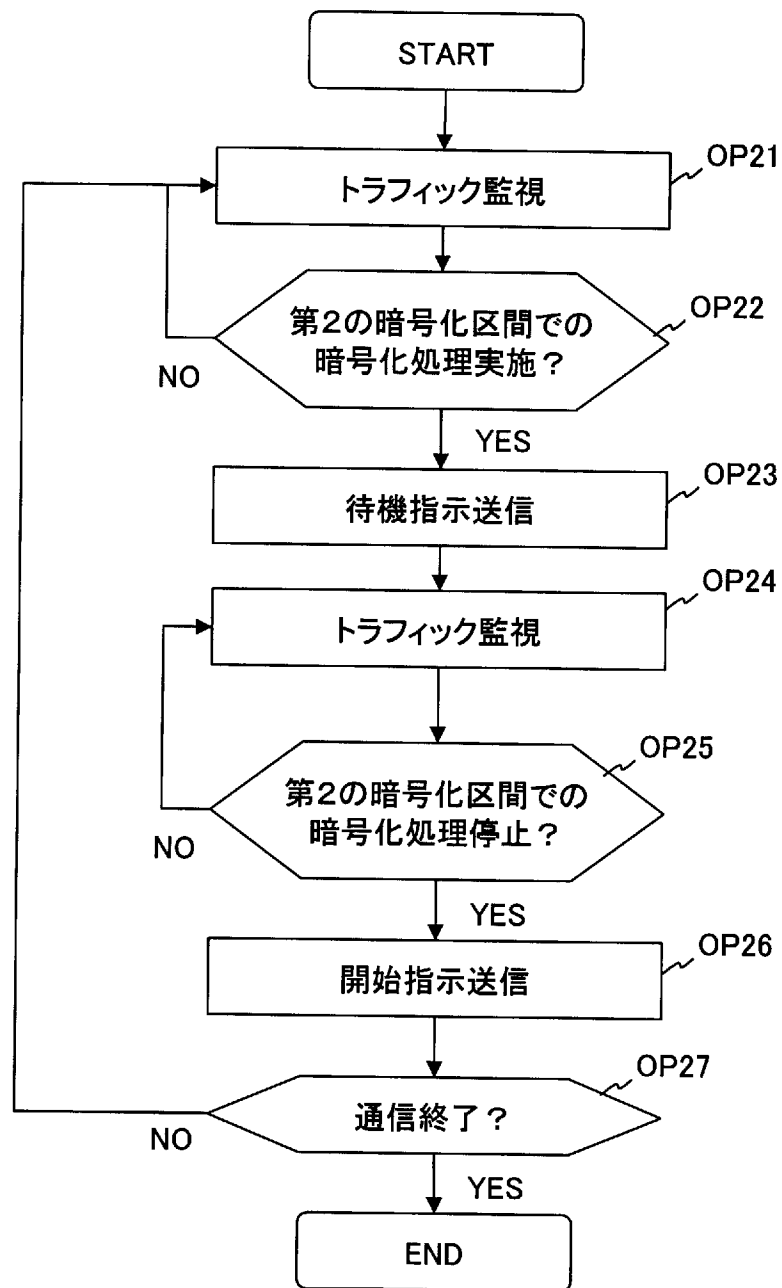 START
OP21
トラフィック監視
OP22
第2の暗号化区間での
暗号化処理実施?
NO
YES
OP23
待機指示送信
OP24
トラフィック監視
OP25
第2の暗号化区間での
暗号化処理停止?
NO
YES
OP26
開始指示送信
OP27
通信終了?
NO
YES
END